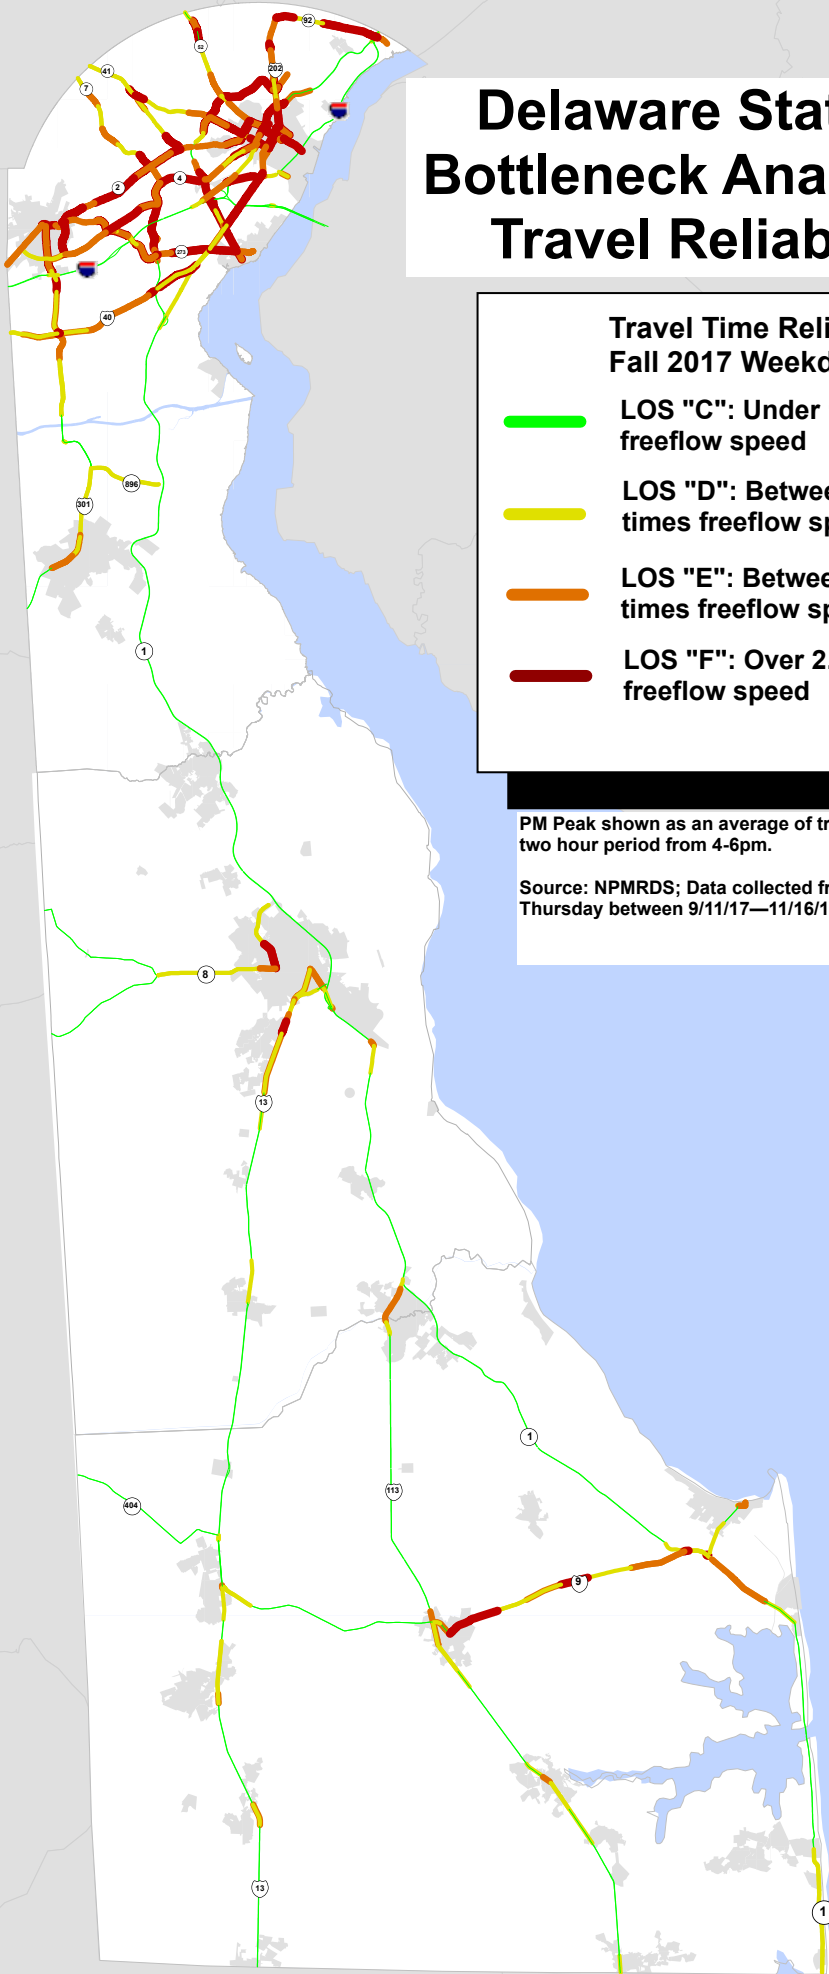 Delaware Stat
Bottleneck Ana
Travel Reliab
Travel Time Reli
Fall 2017 Weekd
LOS "C": Under
freeflow speed
LOS "D": Betwee
times freeflow sp
LOS "E": Betwee
times freeflow sp
LOS "F": Over 2.
freeflow speed
PM Peak shown as an average of tr
two hour period from 4-6pm.
Source: NPMRDS; Data collected fr
Thursday between 9/11/17—11/16/1
92
52
202
41
7
2
4
273
40
896
301
1
8
13
1
113
404
9
13
1